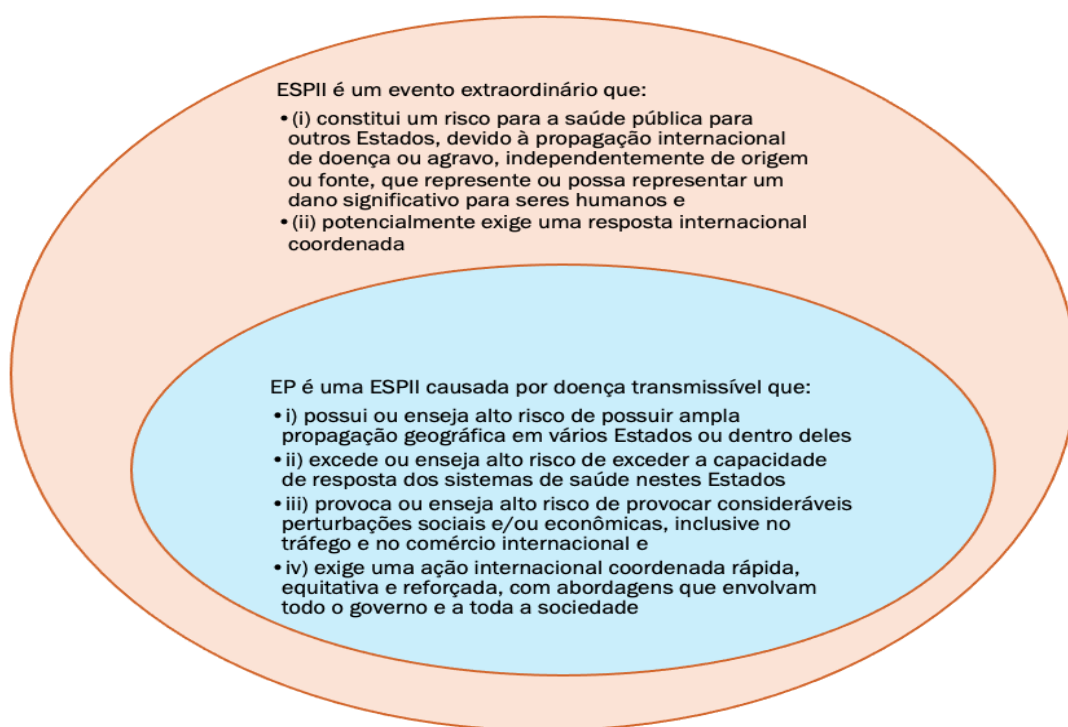 ESPII é um evento extraordinário que:
• (i) constitui um risco para a saúde pública para
outros Estados, devido à propagação internacional
de doença ou agravo, independentemente de origem
ou fonte, que represente ou possa representar um
dano significativo para seres humanos e
• (ii) potencialmente exige uma resposta internacional
coordenada
EP é uma ESPII causada por doença transmissível que:
• i) possui ou enseja alto risco de possuir ampla
propagação geográfica em vários Estados ou dentro deles
• ii) excede ou enseja alto risco de exceder a capacidade
de resposta dos sistemas de saúde nestes Estados
• iii) provoca ou enseja alto risco de provocar consideráveis
perturbações sociais e/ou econômicas, inclusive no
tráfego e no comércio internacional e
• iv) exige uma ação internacional coordenada rápida,
equitativa e reforçada, com abordagens que envolvam
todo o governo e a toda a sociedade